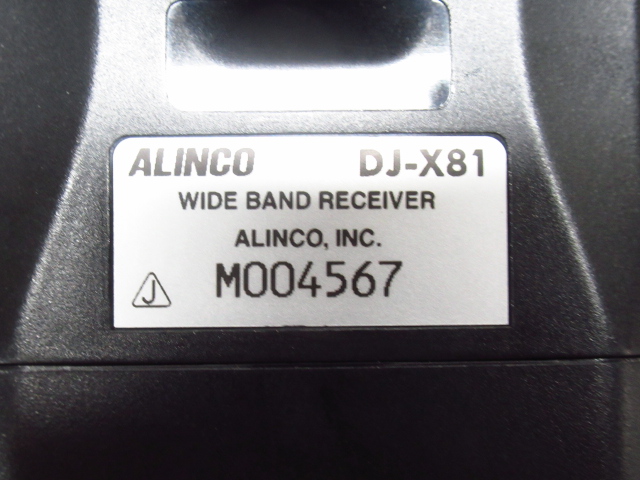 ALINCO DJ-X81
WIDE BAND RECEIVER
ALINCO, INC.
J M004567